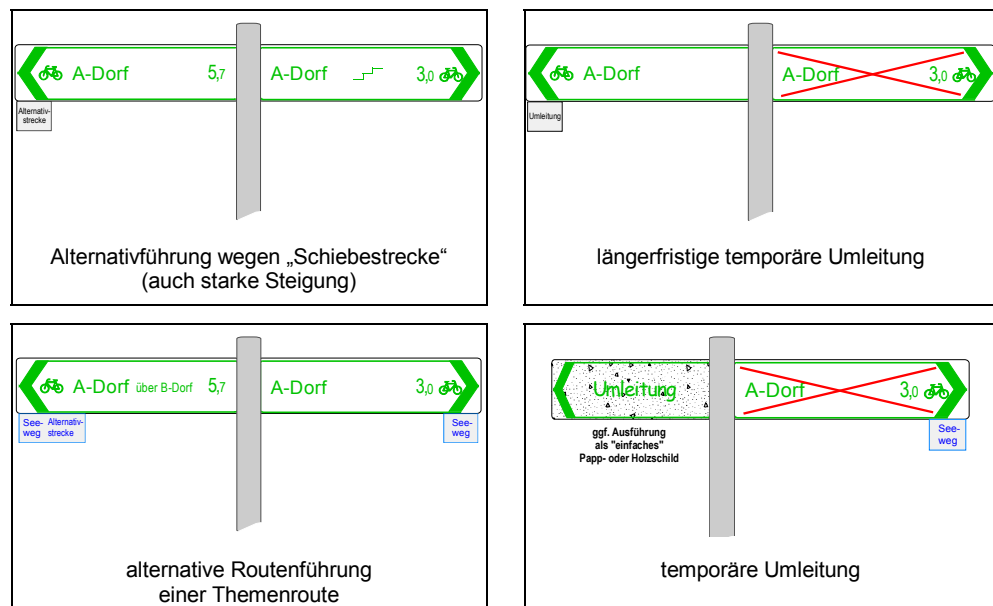 A-Dorf 5,7 A-Dorf 3,0
Alternativ-
strecke
Alternativführung wegen „Schiebestrecke“
(auch starke Steigung)
A-Dorf A-Dorf 3,0
Umleitung
längerfristige temporäre Umleitung
A-Dorf über B-Dorf 5,7 A-Dorf 3,0
See- Alternativ- See-
weg strecke weg
alternative Routenführung
einer Themenroute
Umleitung A-Dorf 3,0
ggf. Ausführung See-
als "einfaches" weg
Papp- oder Holzschild
temporäre Umleitung